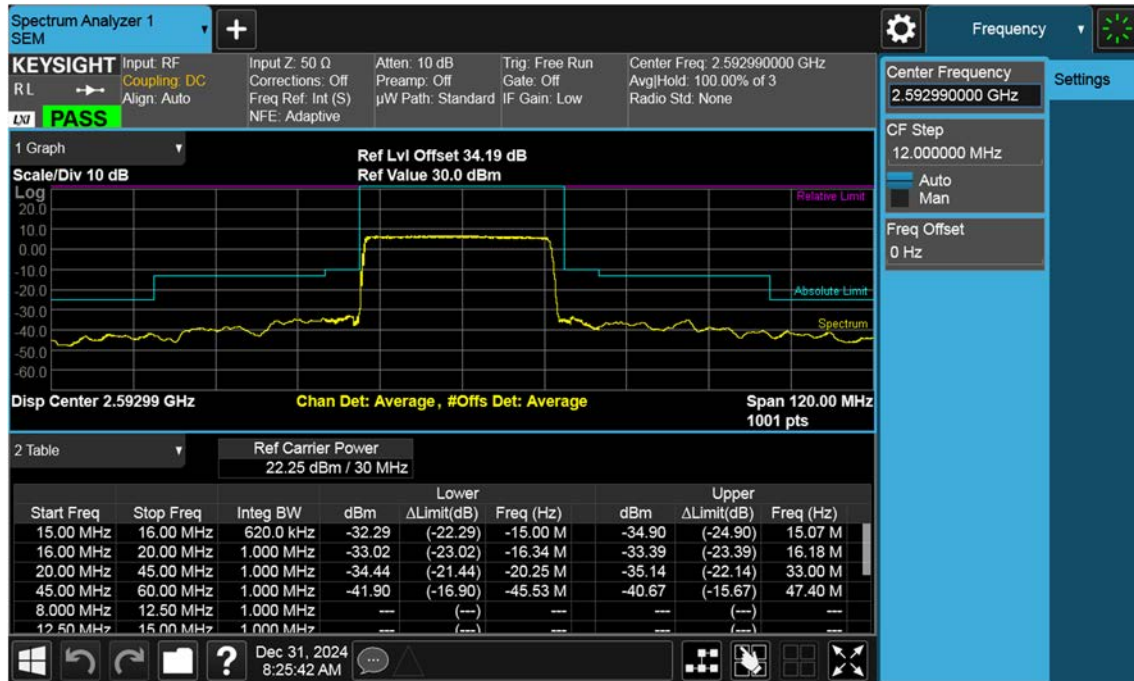 Spectrum Analyzer 1
SEM
Frequency
KEYSIGHT
R L
LXI
PASS
Input: RF
Coupling: DC
Align: Auto
Input Z: 50 Ω
Corrections: Off
Freq Ref: Int (S)
NFE: Adaptive
Atten: 10 dB
Preamp: Off
µW Path: Standard
Trig: Free Run
Gate: Off
IF Gain: Low
Center Freq: 2.592990000 GHz
Avg|Hold: 100.00% of 3
Radio Std: None
Center Frequency
2.592990000 GHz
Settings
CF Step
12.000000 MHz
Auto
Man
Freq Offset
0 Hz
1 Graph
Scale/Div 10 dB
Ref Lvl Offset 34.19 dB
Ref Value 30.0 dBm
Log
20.0
10.0
0.00
-10.0
-20.0
-30.0
-40.0
-50.0
-60.0
Relative Limit
Absolute Limit
Spectrum
Disp Center 2.59299 GHz
Chan Det: Average, #Offs Det: Average
Span 120.00 MHz
1001 pts
2 Table
Ref Carrier Power
22.25 dBm / 30 MHz
Lower Upper
Start Freq Stop Freq Integ BW dBm ΔLimit(dB) Freq (Hz) dBm ΔLimit(dB) Freq (Hz)
15.00 MHz 16.00 MHz 620.0 kHz -32.29 (-22.29) -15.00 M -34.90 (-24.90) 15.07 M
16.00 MHz 20.00 MHz 1.000 MHz -33.02 (-23.02) -16.34 M -33.39 (-23.39) 16.18 M
20.00 MHz 45.00 MHz 1.000 MHz -34.44 (-21.44) -20.25 M -35.14 (-22.14) 33.00 M
45.00 MHz 60.00 MHz 1.000 MHz -41.90 (-16.90) -45.53 M -40.67 (-15.67) 47.40 M
8.000 MHz 12.50 MHz 1.000 MHz --- (---) --- --- (---) ---
12.50 MHz 15.00 MHz 1.000 MHz --- (---) --- --- (---) ---
Dec 31, 2024
8:25:42 AM